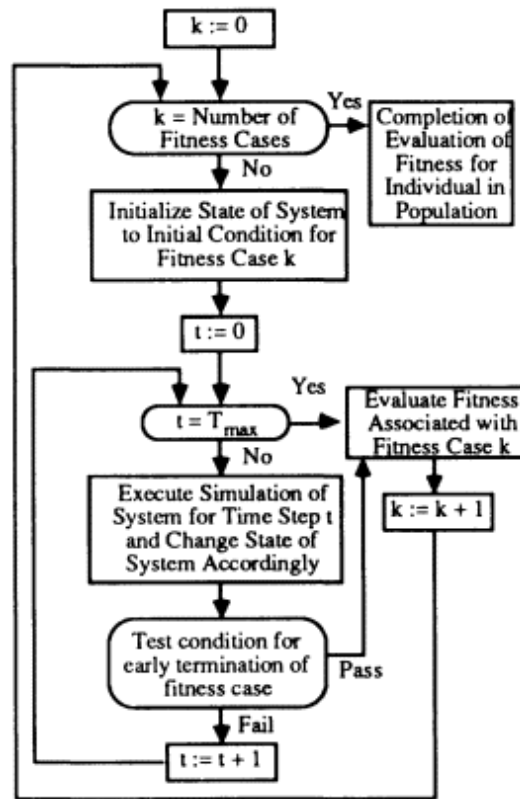 k := 0
k = Number of
Fitness Cases
Yes
Completion of
Evaluation of
Fitness for
Individual in
Population
No
Initialize State of System
to Initial Condition for
Fitness Case k
t := 0
t = Tmax
Yes
Evaluate Fitness
Associated with
Fitness Case k
k := k + 1
No
Execute Simulation of
System for Time Step t
and Change State of
System Accordingly
Test condition for
early termination of
fitness case
Pass
Fail
t := t + 1